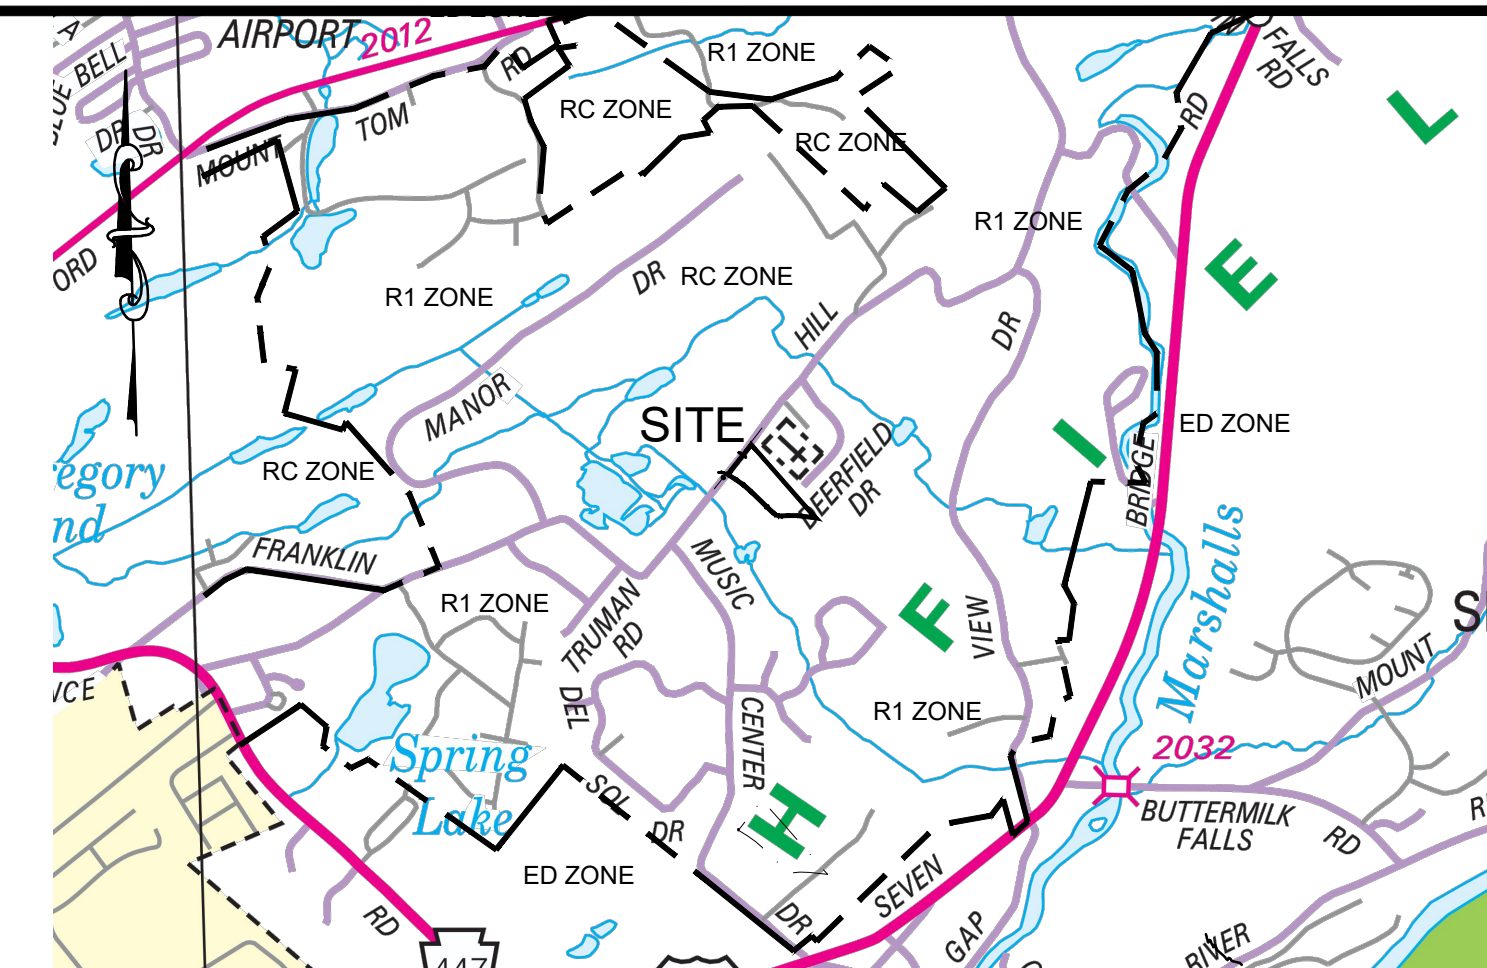 AIRPORT
2012
R1 ZONE
FALLS
RD
BLUE BELL
RD
RC ZONE
TOM
RD
DR
DR
RC ZONE
MOUNT
L
R1 ZONE
ORD
RC ZONE
DR
R1 ZONE
E
HILL
DR
MANOR
SITE
ED ZONE
I
DEERFIELD
DR
RC ZONE
egory
nd
BRIDGE
FRANKLIN
MUSIC
Marshalls
R1 ZONE
TRUMAN
RD
F
VIEW
S
MOUNT
NCE
DEL
CENTER
R1 ZONE
2032
Spring
Lake
SOL
DR
H
BUTTERMILK
FALLS
RD
R
ED ZONE
SEVEN
DR
RD
GAP
RIVER
447